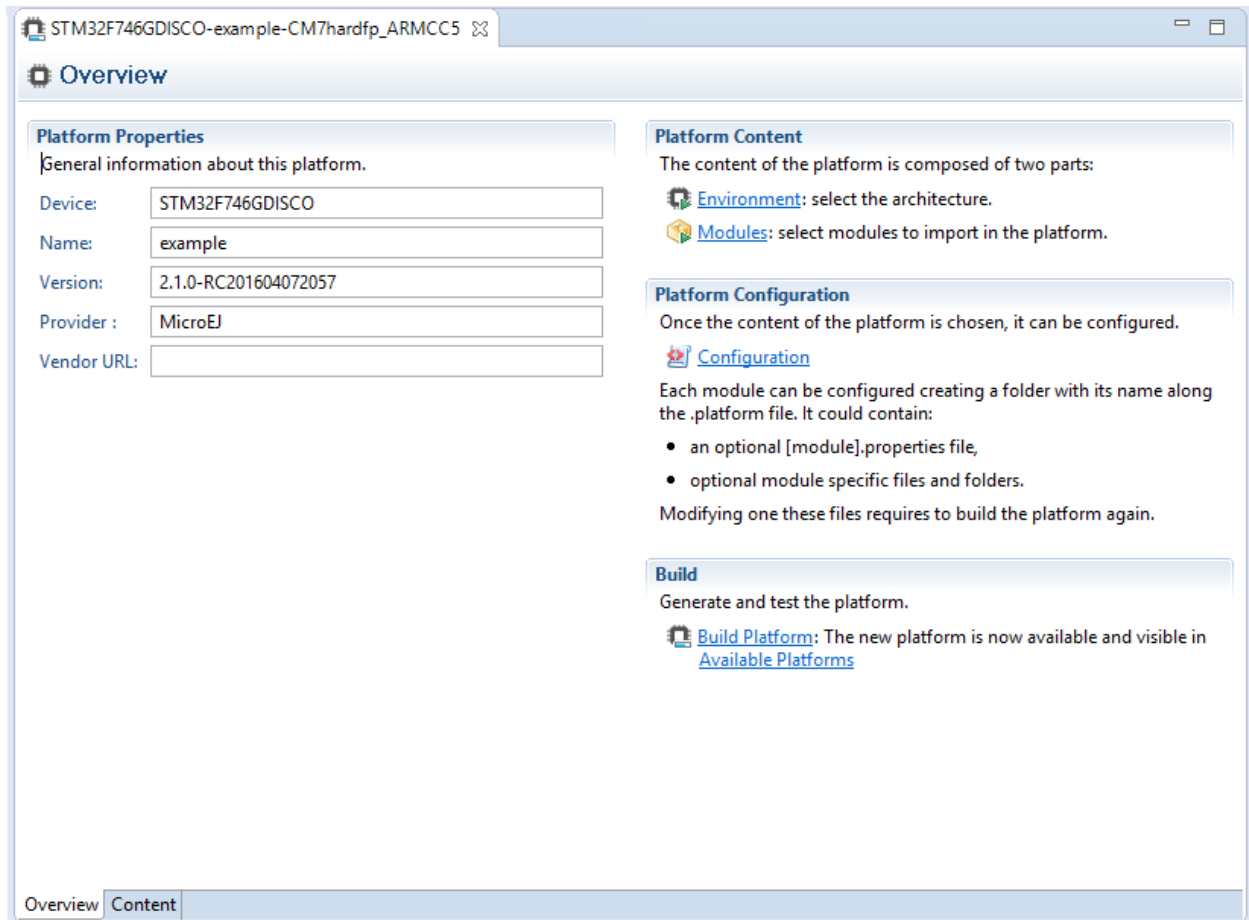 STM32F746GDISCO-example-CM7hardfp_ARMCC5
Overview
Platform Properties
General information about this platform.
Device: STM32F746GDISCO
Name: example
Version: 2.1.0-RC201604072057
Provider : MicroEJ
Vendor URL:
Platform Content
The content of the platform is composed of two parts:
Environment: select the architecture.
Modules: select modules to import in the platform.
Platform Configuration
Once the content of the platform is chosen, it can be configured.
Configuration
Each module can be configured creating a folder with its name along
the .platform file. It could contain:
• an optional [module].properties file,
• optional module specific files and folders.
Modifying one these files requires to build the platform again.
Build
Generate and test the platform.
Build Platform: The new platform is now available and visible in
Available Platforms
Overview Content